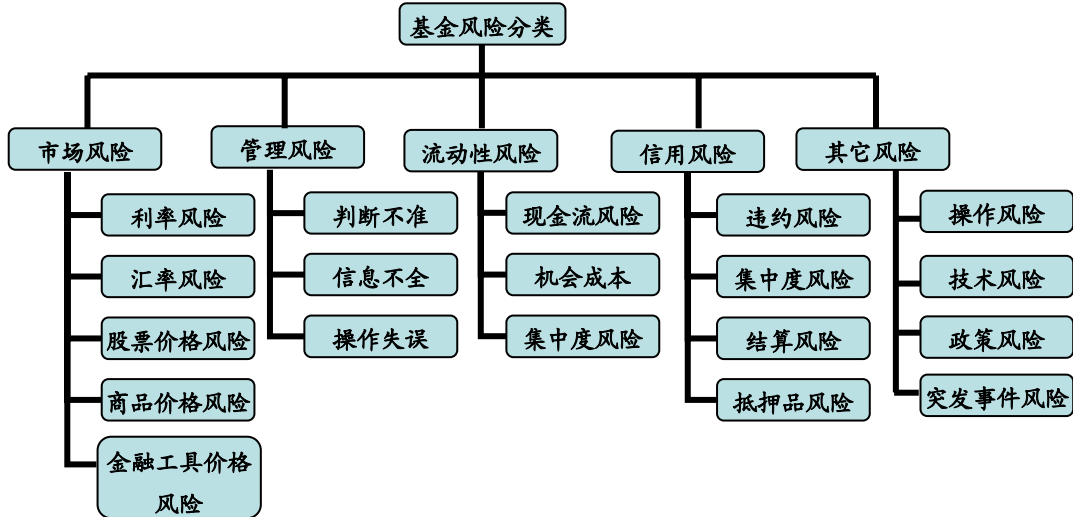 基金风险分类
市场风险
管理风险
流动性风险
信用风险
其它风险
利率风险
汇率风险
股票价格风险
商品价格风险
金融工具价格
风险
判断不准
信息不全
操作失误
现金流风险
机会成本
集中度风险
违约风险
集中度风险
结算风险
抵押品风险
操作风险
技术风险
政策风险
突发事件风险